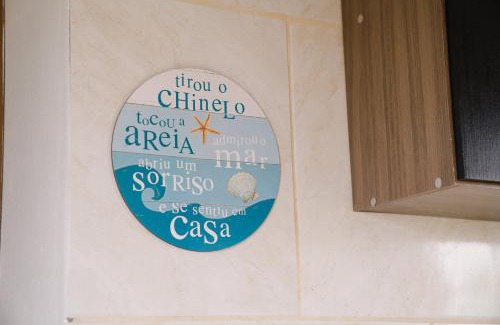 tirou o
CHINELO
tocou a
aREIA
admirou o
mar
abriu um
SORRISO
e se sentiu em
CaSa